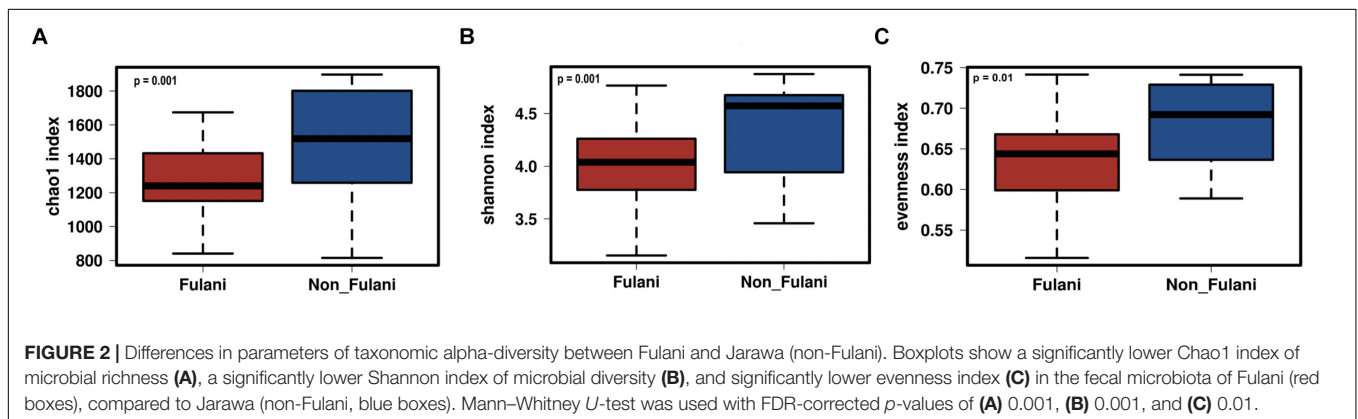 A
p = 0.001
chao1 index
1800
1600
1400
1200
1000
800
Fulani Non_Fulani
B
p = 0.001
shannon index
4.5
4.0
3.5
Fulani Non_Fulani
C
p = 0.01
evenness index
0.75
0.70
0.65
0.60
0.55
Fulani Non_Fulani
FIGURE 2 | Differences in parameters of taxonomic alpha-diversity between Fulani and Jarawa (non-Fulani). Boxplots show a significantly lower Chao1 index of
microbial richness (A), a significantly lower Shannon index of microbial diversity (B), and significantly lower evenness index (C) in the fecal microbiota of Fulani (red
boxes), compared to Jarawa (non-Fulani, blue boxes). Mann–Whitney U-test was used with FDR-corrected p-values of (A) 0.001, (B) 0.001, and (C) 0.01.